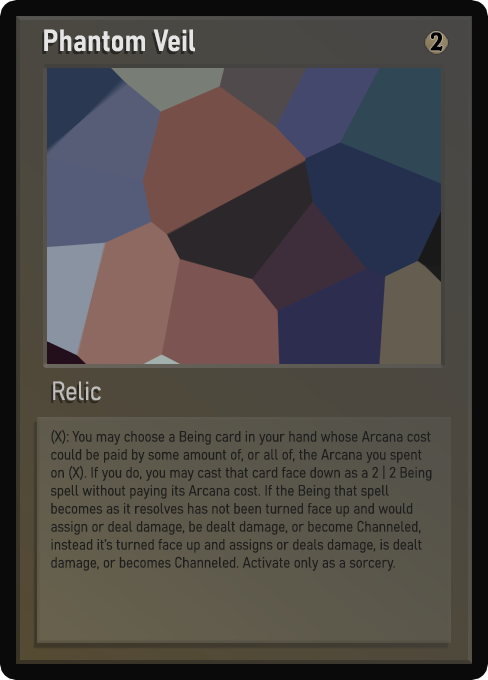 Phantom Veil
2
Relic
(X): You may choose a Being card in your hand whose Arcana cost
could be paid by some amount of, or all of, the Arcana you spent
on (X). If you do, you may cast that card face down as a 2 | 2 Being
spell without paying its Arcana cost. If the Being that spell
becomes as it resolves has not been turned face up and would
assign or deal damage, be dealt damage, or become Channeled,
instead it's turned face up and assigns or deals damage, is dealt
damage, or becomes Channeled. Activate only as a sorcery.